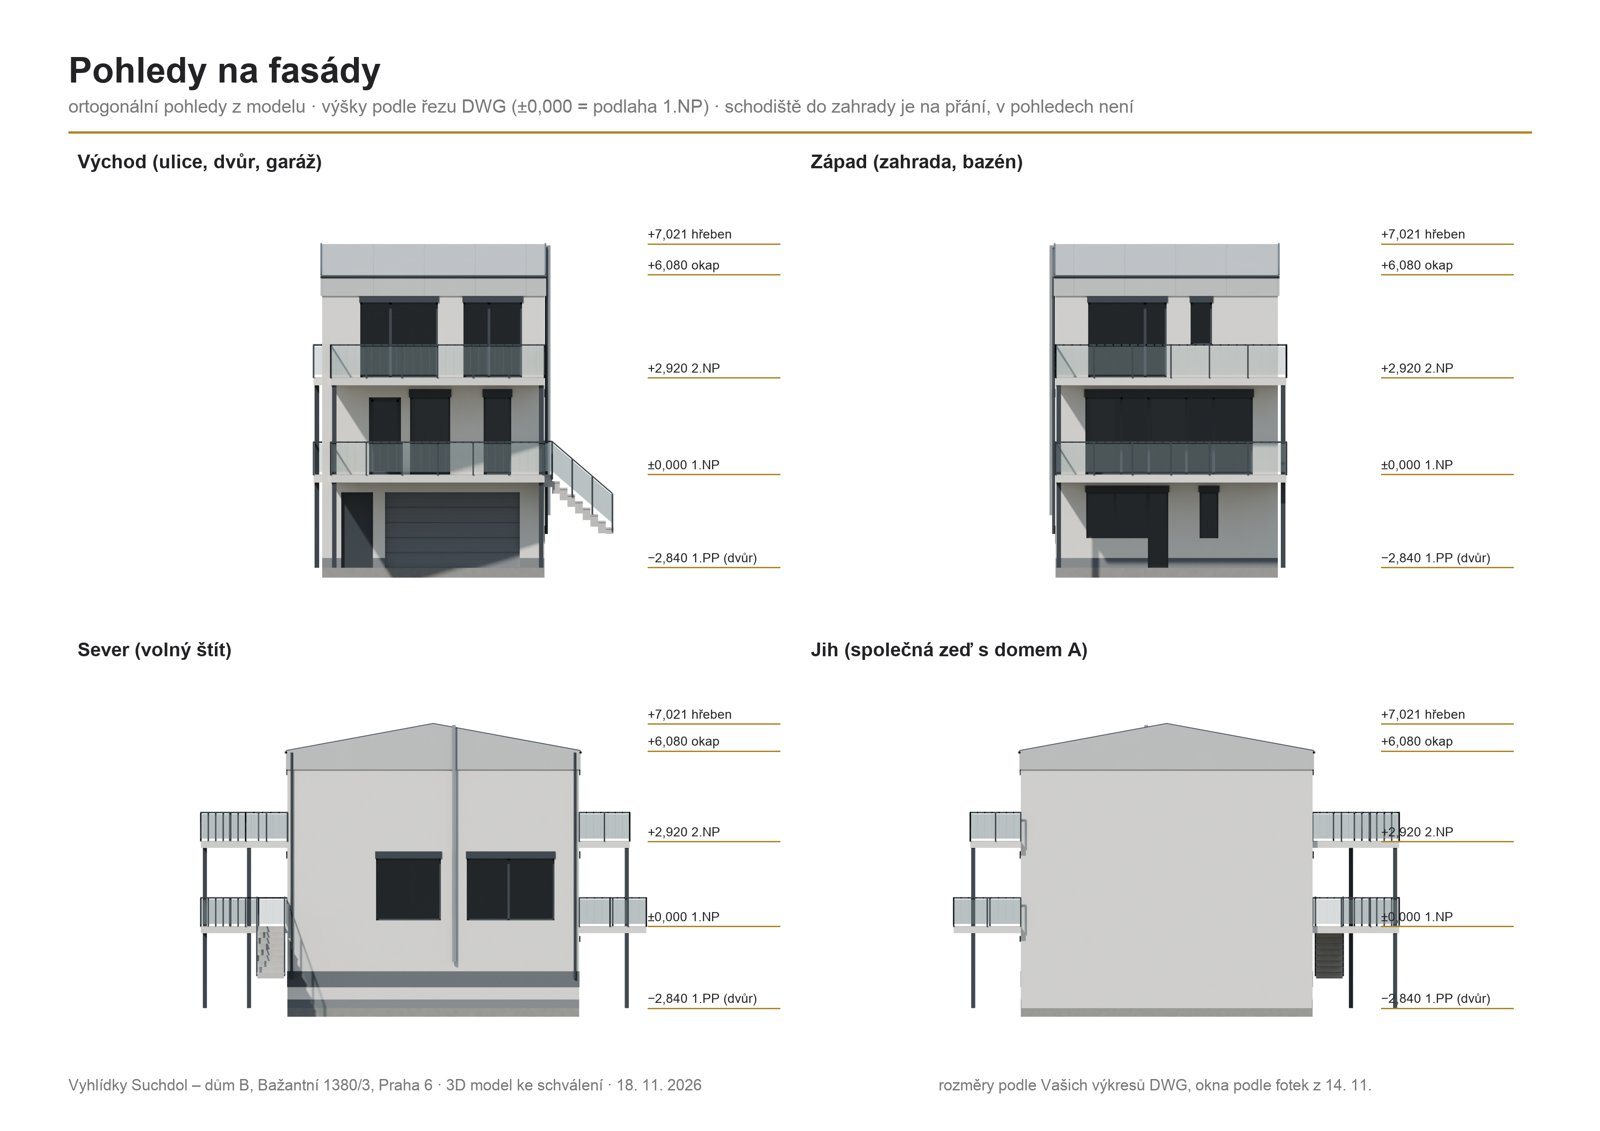 Pohledy na fasády
ortogonální pohledy z modelu · výšky podle řezu DWG (±0,000 = podlaha 1.NP) · schodiště do zahrady je na přání, v pohledech není
Východ (ulice, dvůr, garáž)
+7,021 hřeben
+6,080 okap
+2,920 2.NP
±0,000 1.NP
−2,840 1.PP (dvůr)
Západ (zahrada, bazén)
+7,021 hřeben
+6,080 okap
+2,920 2.NP
±0,000 1.NP
−2,840 1.PP (dvůr)
Sever (volný štít)
+7,021 hřeben
+6,080 okap
+2,920 2.NP
±0,000 1.NP
−2,840 1.PP (dvůr)
Jih (společná zeď s domem A)
+7,021 hřeben
+6,080 okap
+2,920 2.NP
±0,000 1.NP
−2,840 1.PP (dvůr)
Vyhlídky Suchdol – dům B, Bažantní 1380/3, Praha 6 · 3D model ke schválení · 18. 11. 2026
rozměry podle Vašich výkresů DWG, okna podle fotek z 14. 11.